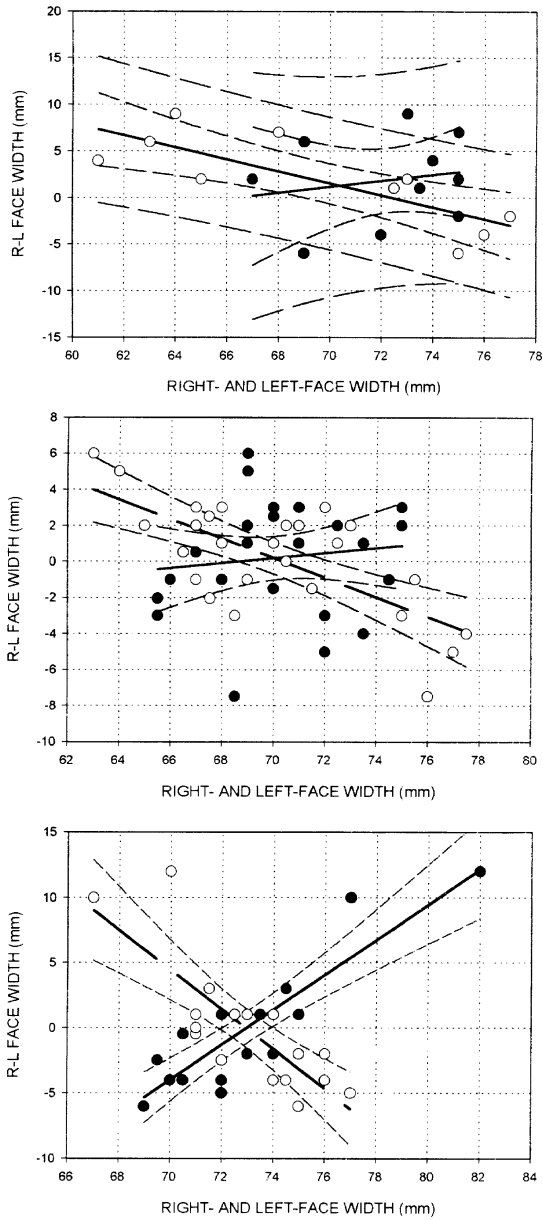 20
15
10
5
0
-5
-10
-15
R-L FACE WIDTH (mm)
60 62 64 66 68 70 72 74 76 78
RIGHT- AND LEFT-FACE WIDTH (mm)
8
6
4
2
0
-2
-4
-6
-8
-10
R-L FACE WIDTH (mm)
62 64 66 68 70 72 74 76 78 79
RIGHT- AND LEFT-FACE WIDTH (mm)
15
10
5
0
-5
-10
R-L FACE WIDTH (mm)
66 68 70 72 74 76 78 80 82 84
RIGHT- AND LEFT-FACE WIDTH (mm)